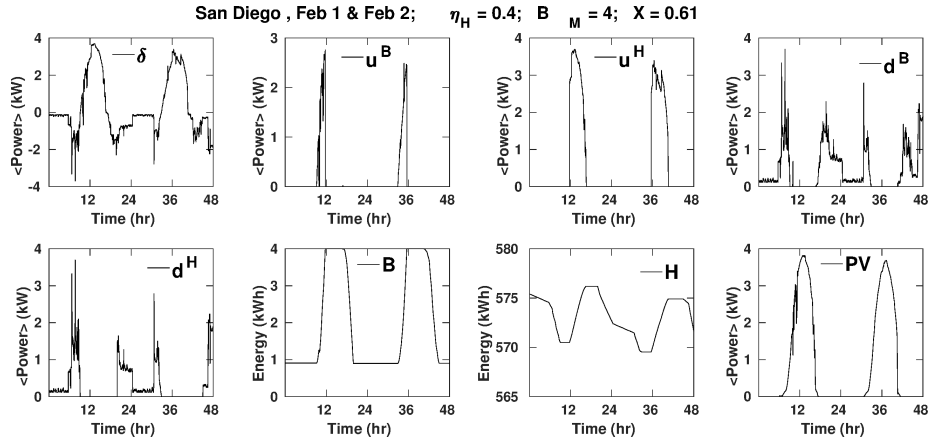 San Diego , Feb 1 & Feb 2; ηH = 0.4; B M = 4; X = 0.61
4
2
0
-2
-4
<Power> (kW)
δ
12 24 36 48
Time (hr)
3
2
1
0
<Power> (kW)
uB
12 24 36 48
Time (hr)
4
3
2
1
0
<Power> (kW)
uH
12 24 36 48
Time (hr)
4
3
2
1
0
<Power> (kW)
dB
12 24 36 48
Time (hr)
4
3
2
1
0
<Power> (kW)
dH
12 24 36 48
Time (hr)
4
3
2
1
0
Energy (kWh)
B
12 24 36 48
Time (hr)
580
575
570
565
Energy (kWh)
H
12 24 36 48
Time (hr)
4
3
2
1
0
<Power> (kW)
PV
12 24 36 48
Time (hr)